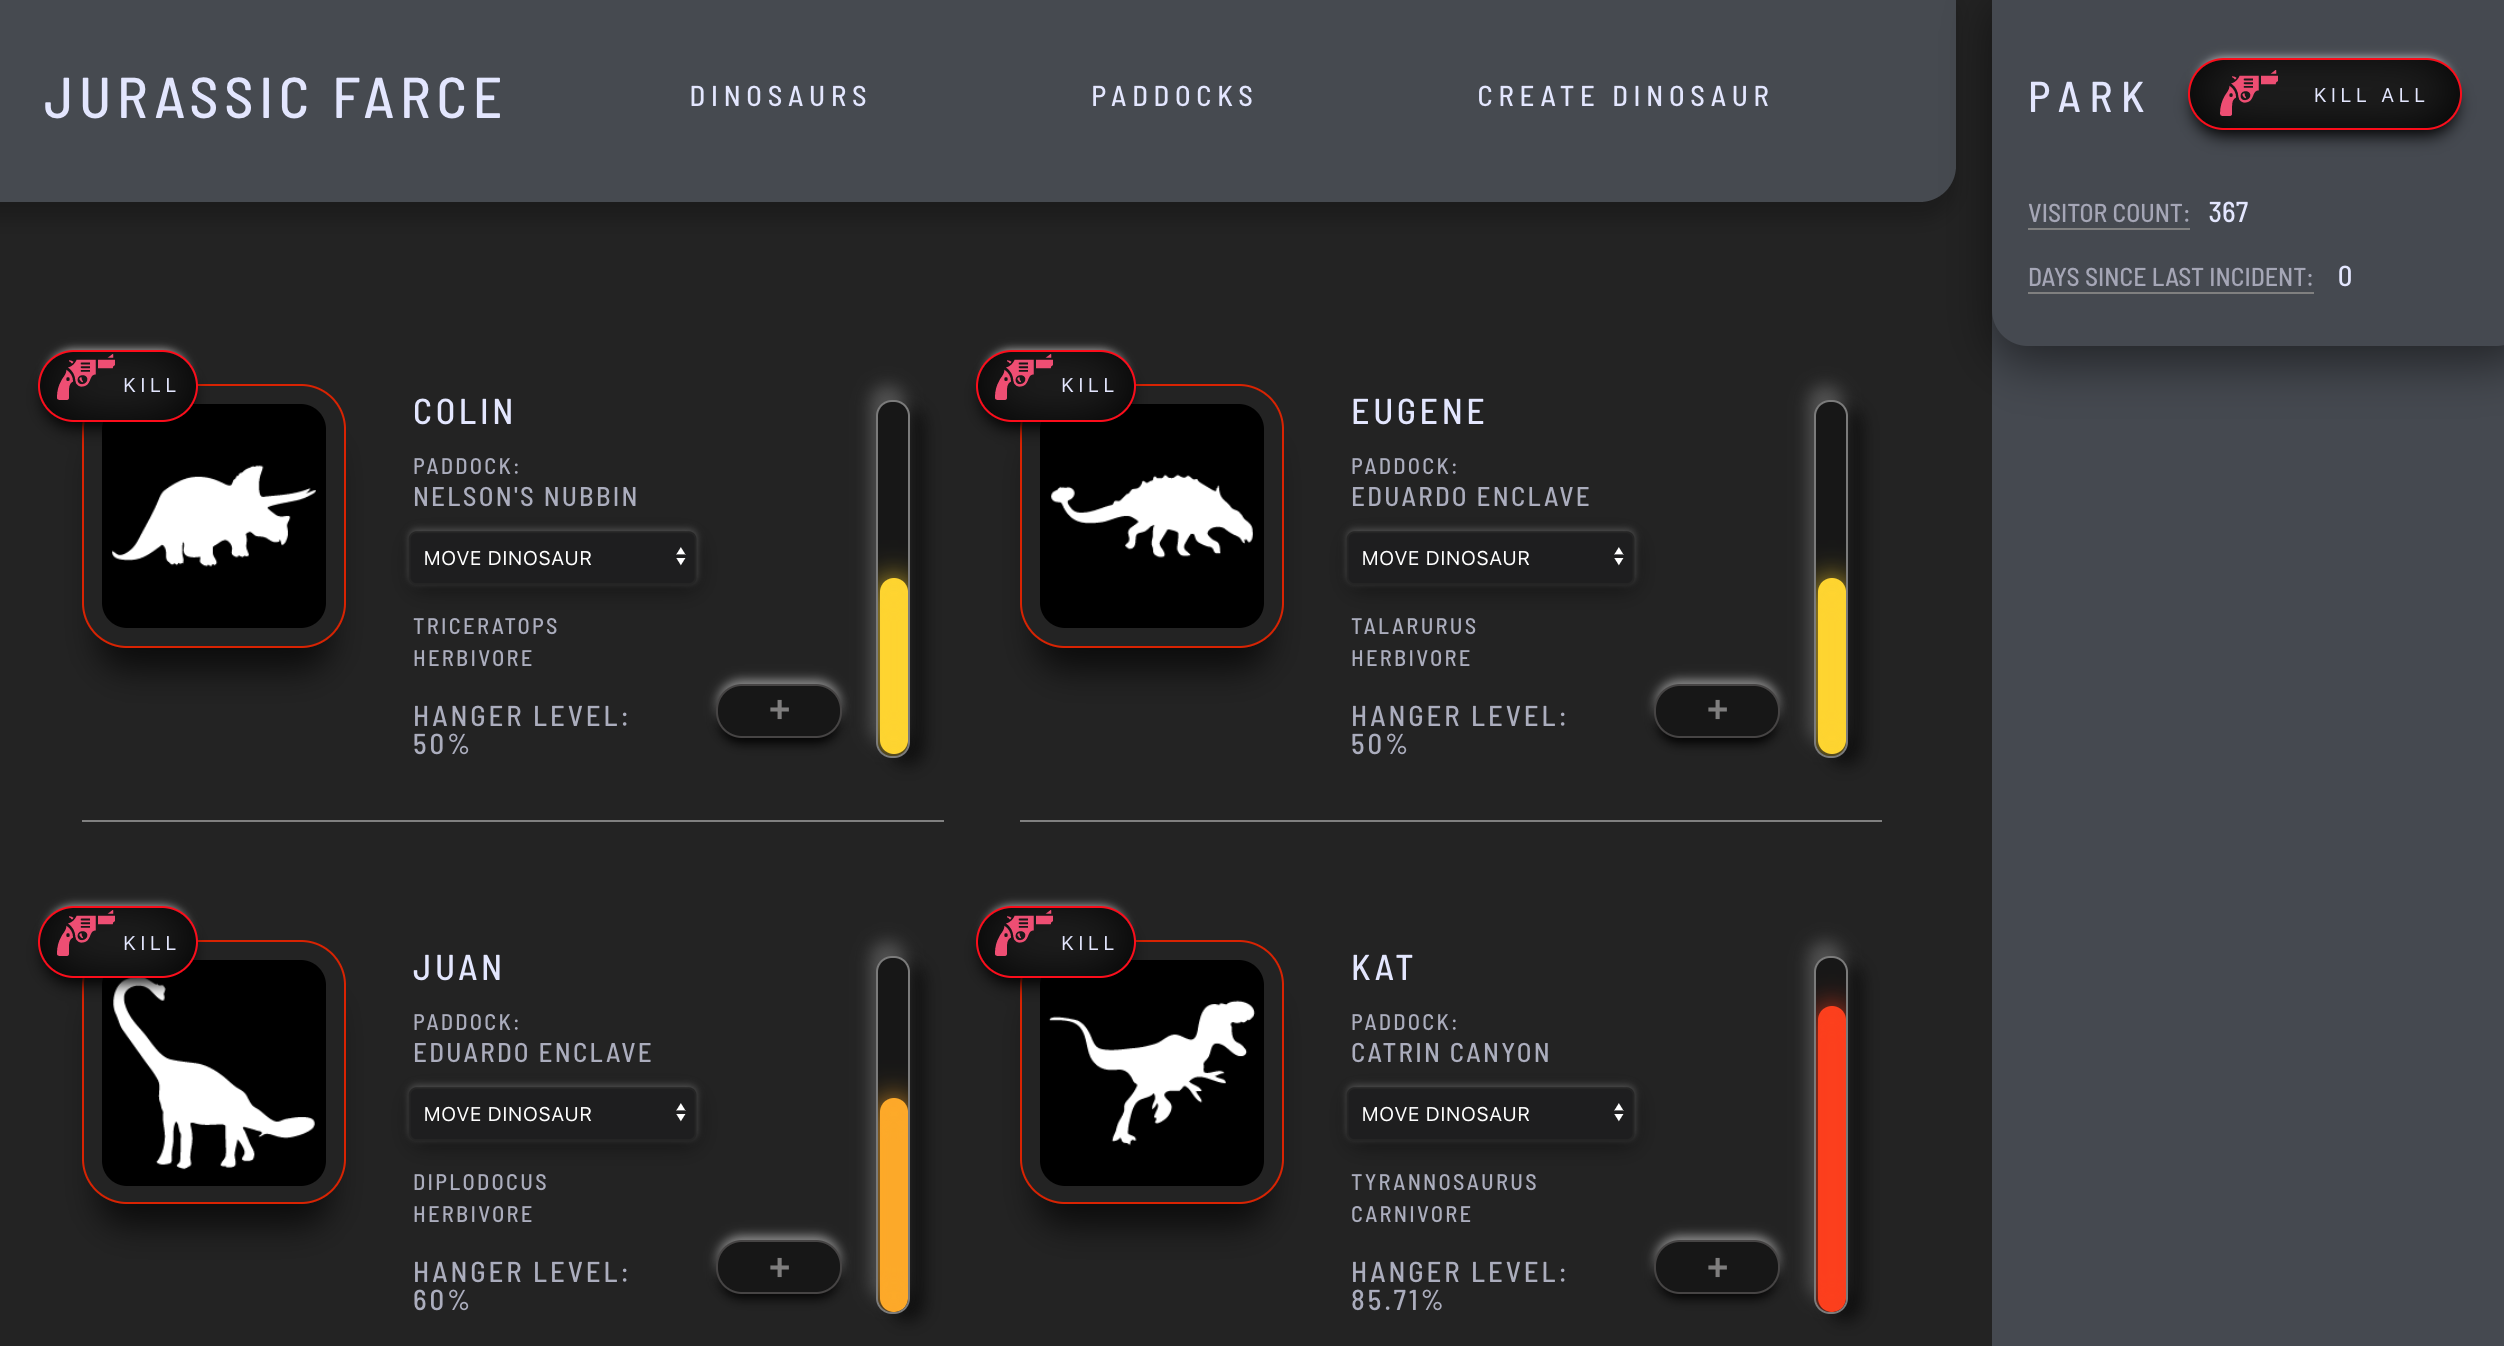 JURASSIC FARCE
DINOSAURS
PADDOCKS
CREATE DINOSAUR
PARK
KILL ALL
VISITOR COUNT: 367
DAYS SINCE LAST INCIDENT: 0
KILL
COLIN
PADDOCK:
NELSON'S NUBBIN
MOVE DINOSAUR
TRICERATOPS
HERBIVORE
HANGER LEVEL:
50%
+
KILL
EUGENE
PADDOCK:
EDUARDO ENCLAVE
MOVE DINOSAUR
TALARURUS
HERBIVORE
HANGER LEVEL:
50%
+
KILL
JUAN
PADDOCK:
EDUARDO ENCLAVE
MOVE DINOSAUR
DIPLODOCUS
HERBIVORE
HANGER LEVEL:
60%
+
KILL
KAT
PADDOCK:
CATRIN CANYON
MOVE DINOSAUR
TYRANNOSAURUS
CARNIVORE
HANGER LEVEL:
85.71%
+